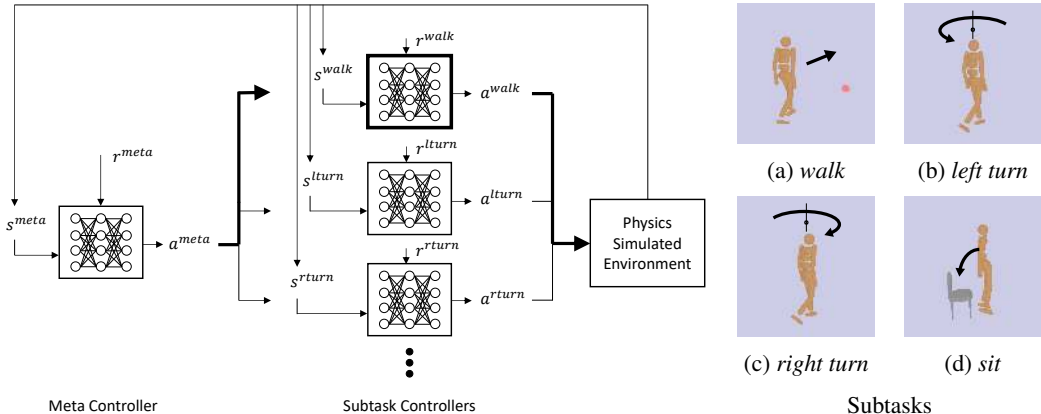 r^walk
s^walk
a^walk
r^lturn
s^lturn
a^lturn
r^meta
s^meta
a^meta
r^rturn
s^rturn
a^rturn
Physics
Simulated
Environment
Meta Controller
Subtask Controllers
(a) walk
(b) left turn
(c) right turn
(d) sit
Subtasks